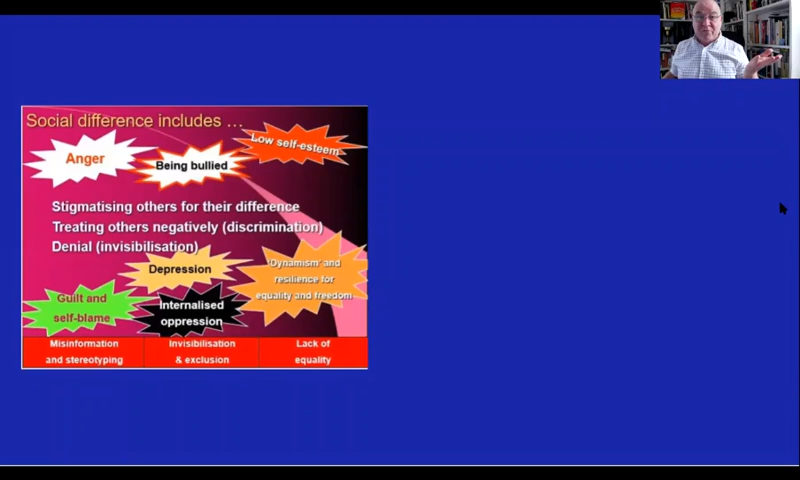 Social difference includes …
Anger
Being bullied
Low self-esteem
Stigmatising others for their difference
Treating others negatively (discrimination)
Denial (invisibilisation)
Depression
'Dynamism' and
resilience for
equality and freedom
Guilt and
self-blame
Internalised
oppression
Misinformation
and stereotyping
Invisibilisation
& exclusion
Lack of
equality